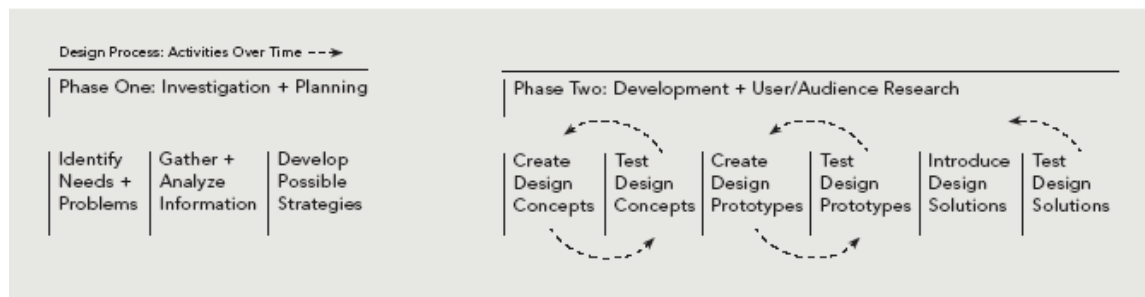 Design Process: Activities Over Time
Phase One: Investigation + Planning
Identify
Needs +
Problems
Gather +
Analyze
Information
Develop
Possible
Strategies
Phase Two: Development + User/Audience Research
Create
Design
Concepts
Test
Design
Concepts
Create
Design
Prototypes
Test
Design
Prototypes
Introduce
Design
Solutions
Test
Design
Solutions